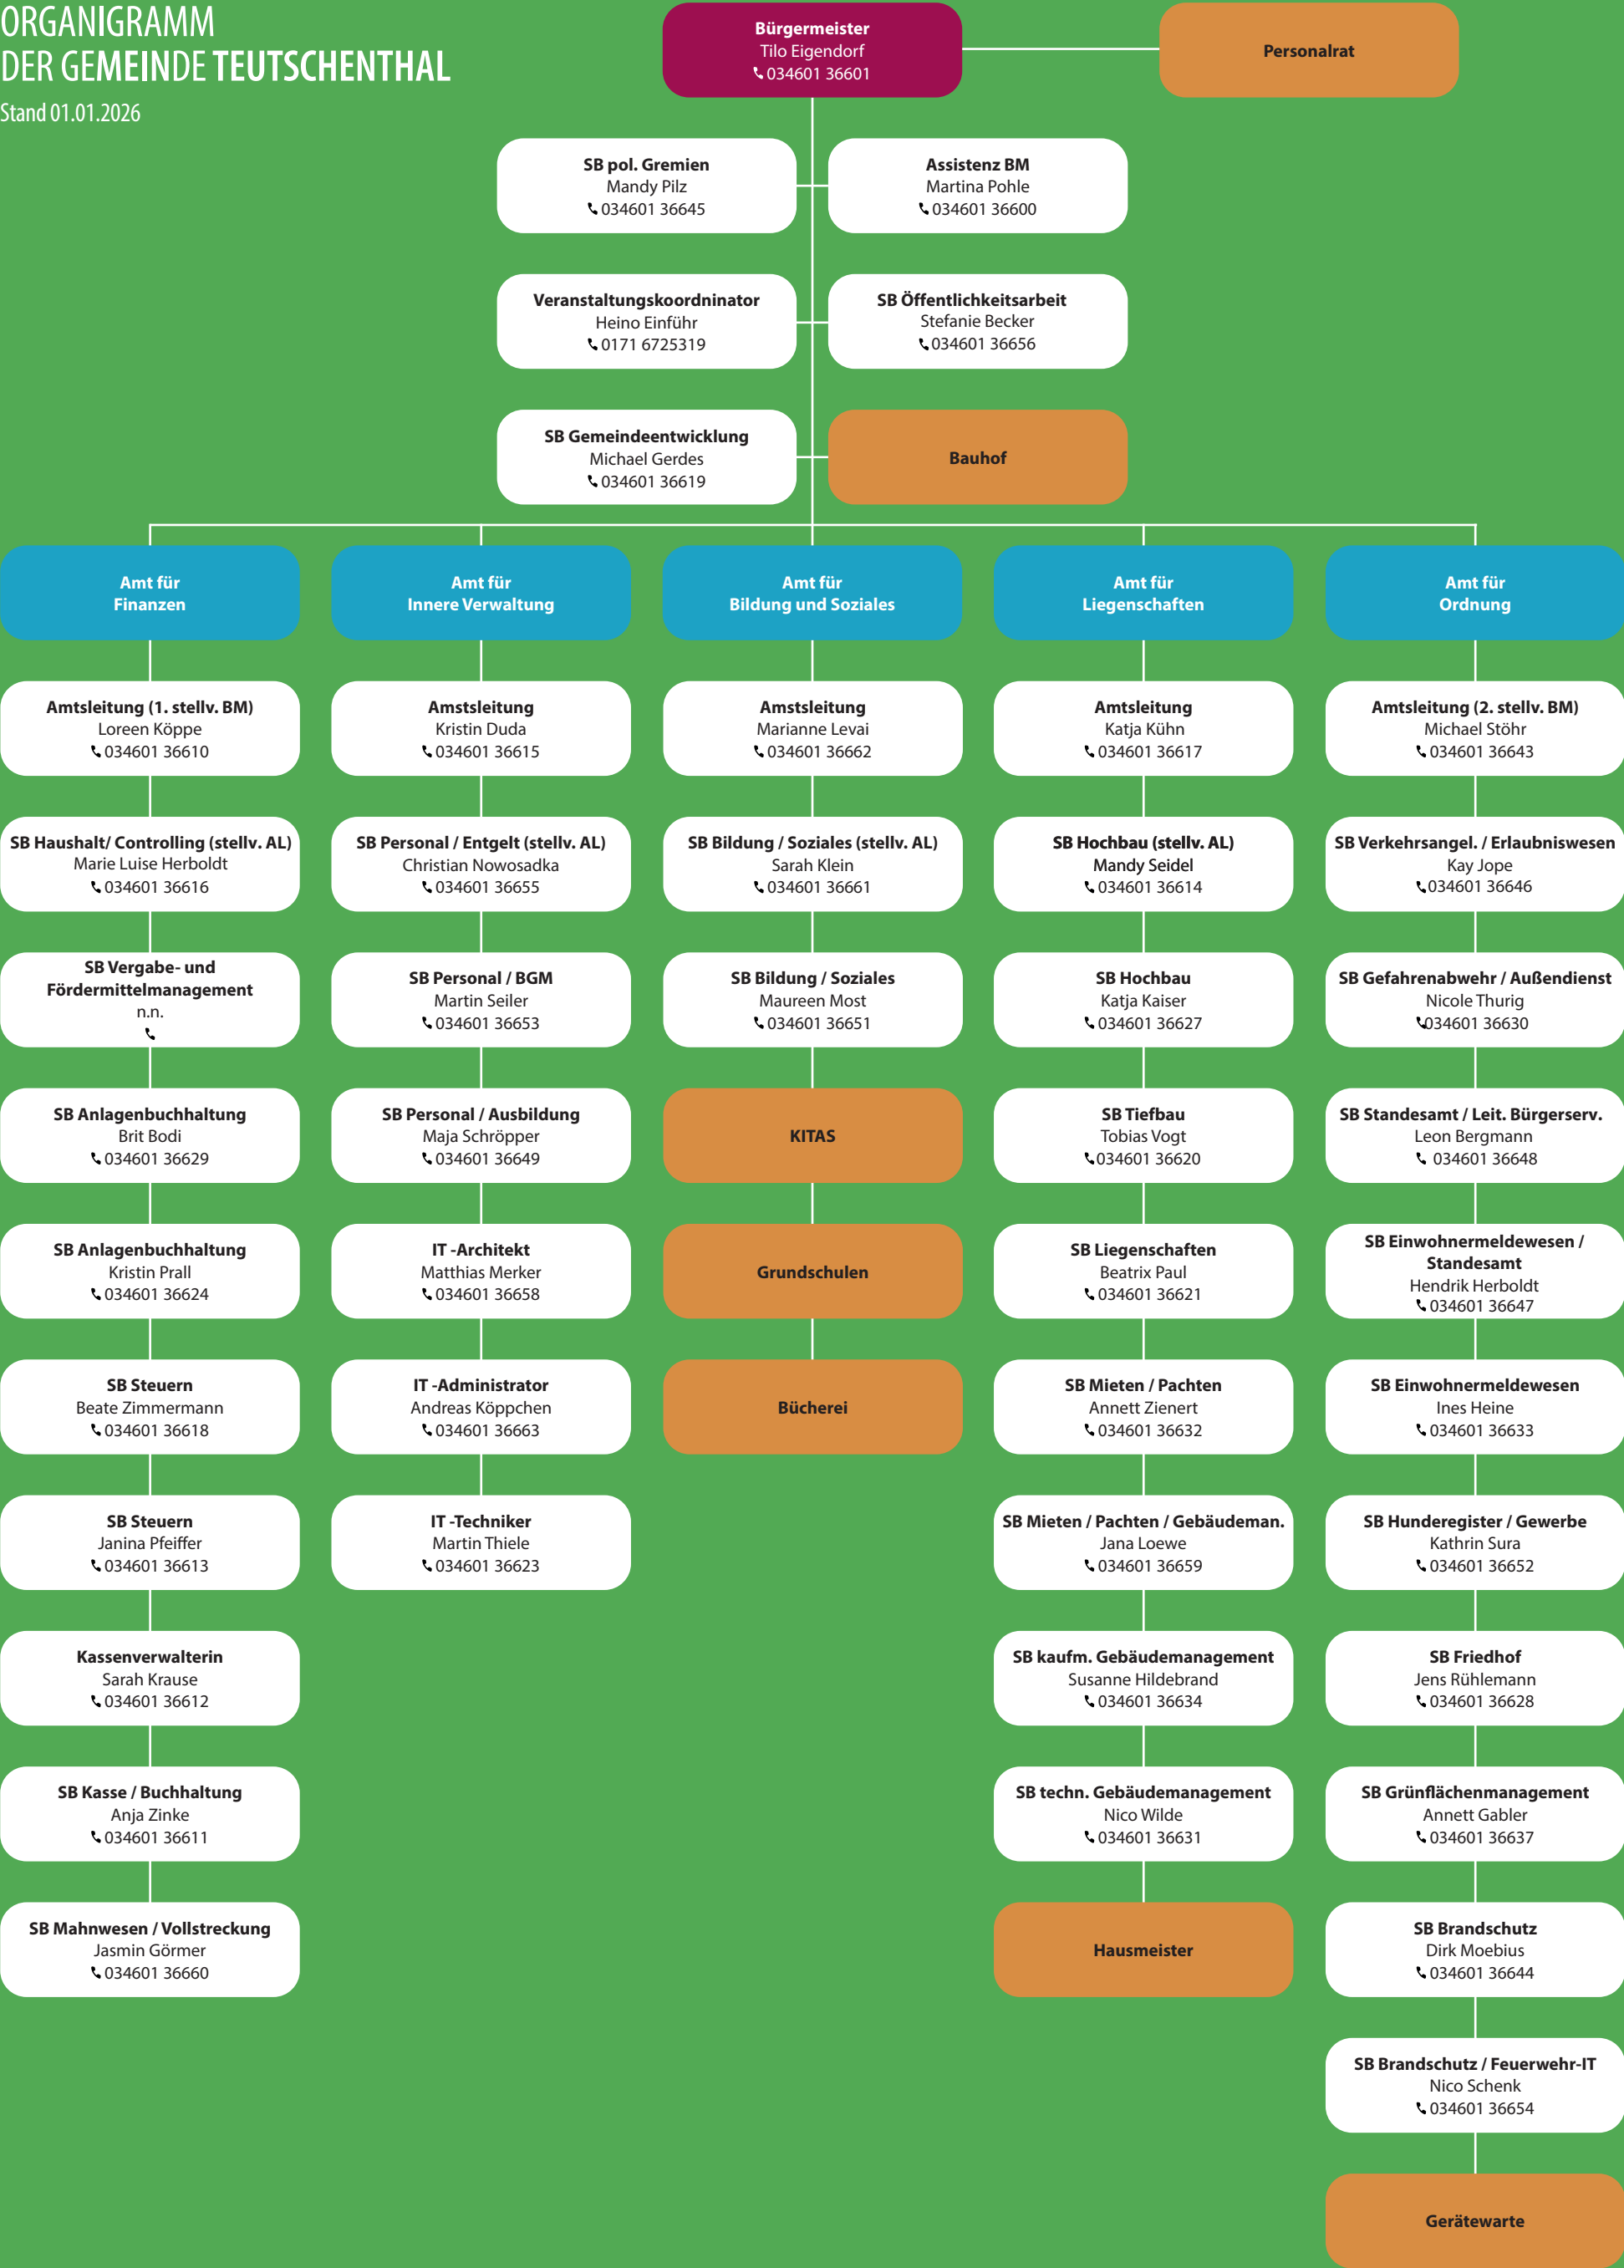 ORGANIGRAMM
DER GEMEINDE TEUTSCHENTHAL
Stand 01.01.2026
Bürgermeister
Tilo Eigendorf
034601 36601
Personalrat
SB pol. Gremien
Mandy Pilz
034601 36645
Assistenz BM
Martina Pohle
034601 36600
Veranstaltungskoordninator
Heino Einführ
0171 6725319
SB Öffentlichkeitsarbeit
Stefanie Becker
034601 36656
SB Gemeindeentwicklung
Michael Gerdes
034601 36619
Bauhof
Amt für
Finanzen
Amtsleitung (1. stellv. BM)
Loreen Köppe
034601 36610
SB Haushalt/ Controlling (stellv. AL)
Marie Luise Herboldt
034601 36616
SB Vergabe- und
Fördermittelmanagement
n.n.
SB Anlagenbuchhaltung
Brit Bodi
034601 36629
SB Anlagenbuchhaltung
Kristin Prall
034601 36624
SB Steuern
Beate Zimmermann
034601 36618
SB Steuern
Janina Pfeiffer
034601 36613
Kassenverwalterin
Sarah Krause
034601 36612
SB Kasse / Buchhaltung
Anja Zinke
034601 36611
SB Mahnwesen / Vollstreckung
Jasmin Görmer
034601 36660
Amt für
Innere Verwaltung
Amstsleitung
Kristin Duda
034601 36615
SB Personal / Entgelt (stellv. AL)
Christian Nowosadka
034601 36655
SB Personal / BGM
Martin Seiler
034601 36653
SB Personal / Ausbildung
Maja Schröpper
034601 36649
IT -Architekt
Matthias Merker
034601 36658
IT -Administrator
Andreas Köppchen
034601 36663
IT -Techniker
Martin Thiele
034601 36623
Amt für
Bildung und Soziales
Amstsleitung
Marianne Levai
034601 36662
SB Bildung / Soziales (stellv. AL)
Sarah Klein
034601 36661
SB Bildung / Soziales
Maureen Most
034601 36651
KITAS
Grundschulen
Bücherei
Amt für
Liegenschaften
Amtsleitung
Katja Kühn
034601 36617
SB Hochbau (stellv. AL)
Mandy Seidel
034601 36614
SB Hochbau
Katja Kaiser
034601 36627
SB Tiefbau
Tobias Vogt
034601 36620
SB Liegenschaften
Beatrix Paul
034601 36621
SB Mieten / Pachten
Annett Zienert
034601 36632
SB Mieten / Pachten / Gebäudeman.
Jana Loewe
034601 36659
SB kaufm. Gebäudemanagement
Susanne Hildebrand
034601 36634
SB techn. Gebäudemanagement
Nico Wilde
034601 36631
Hausmeister
Amt für
Ordnung
Amtsleitung (2. stellv. BM)
Michael Stöhr
034601 36643
SB Verkehrsangel. / Erlaubniswesen
Kay Jope
034601 36646
SB Gefahrenabwehr / Außendienst
Nicole Thurig
034601 36630
SB Standesamt / Leit. Bürgerserv.
Leon Bergmann
034601 36648
SB Einwohnermeldewesen /
Standesamt
Hendrik Herboldt
034601 36647
SB Einwohnermeldewesen
Ines Heine
034601 36633
SB Hunderegister / Gewerbe
Kathrin Sura
034601 36652
SB Friedhof
Jens Rühlemann
034601 36628
SB Grünflächenmanagement
Annett Gabler
034601 36637
SB Brandschutz
Dirk Moebius
034601 36644
SB Brandschutz / Feuerwehr-IT
Nico Schenk
034601 36654
Gerätewarte